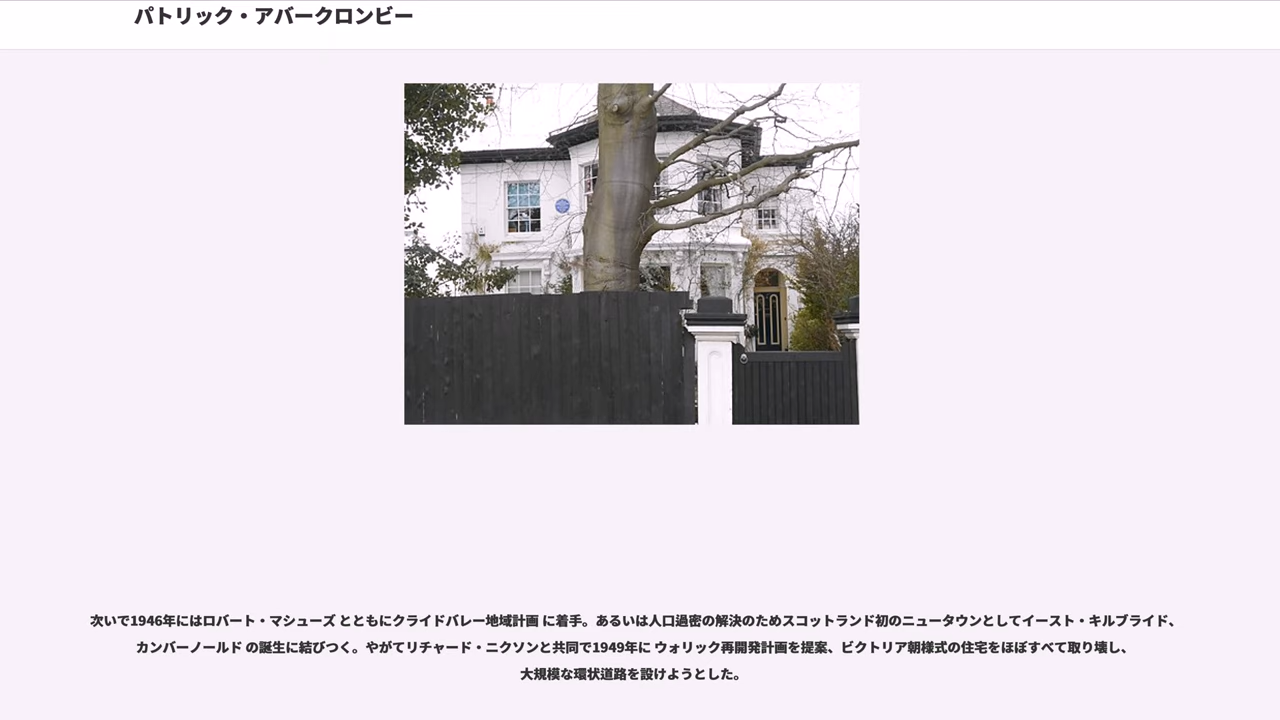 パトリック・アバークロンビー
次いで1946年にはロバート・マシューズ とともにクライドバレー地域計画 に着手。あるいは人口過密の解決のためスコットランド初のニュータウンとしてイースト・キルブライド、
カンバーノールド の誕生に結びつく。やがてリチャード・ニクソンと共同で1949年に ウォリック再開発計画を提案、ビクトリア朝様式の住宅をほぼすべて取り壊し、
大規模な環状道路を設けようとした。